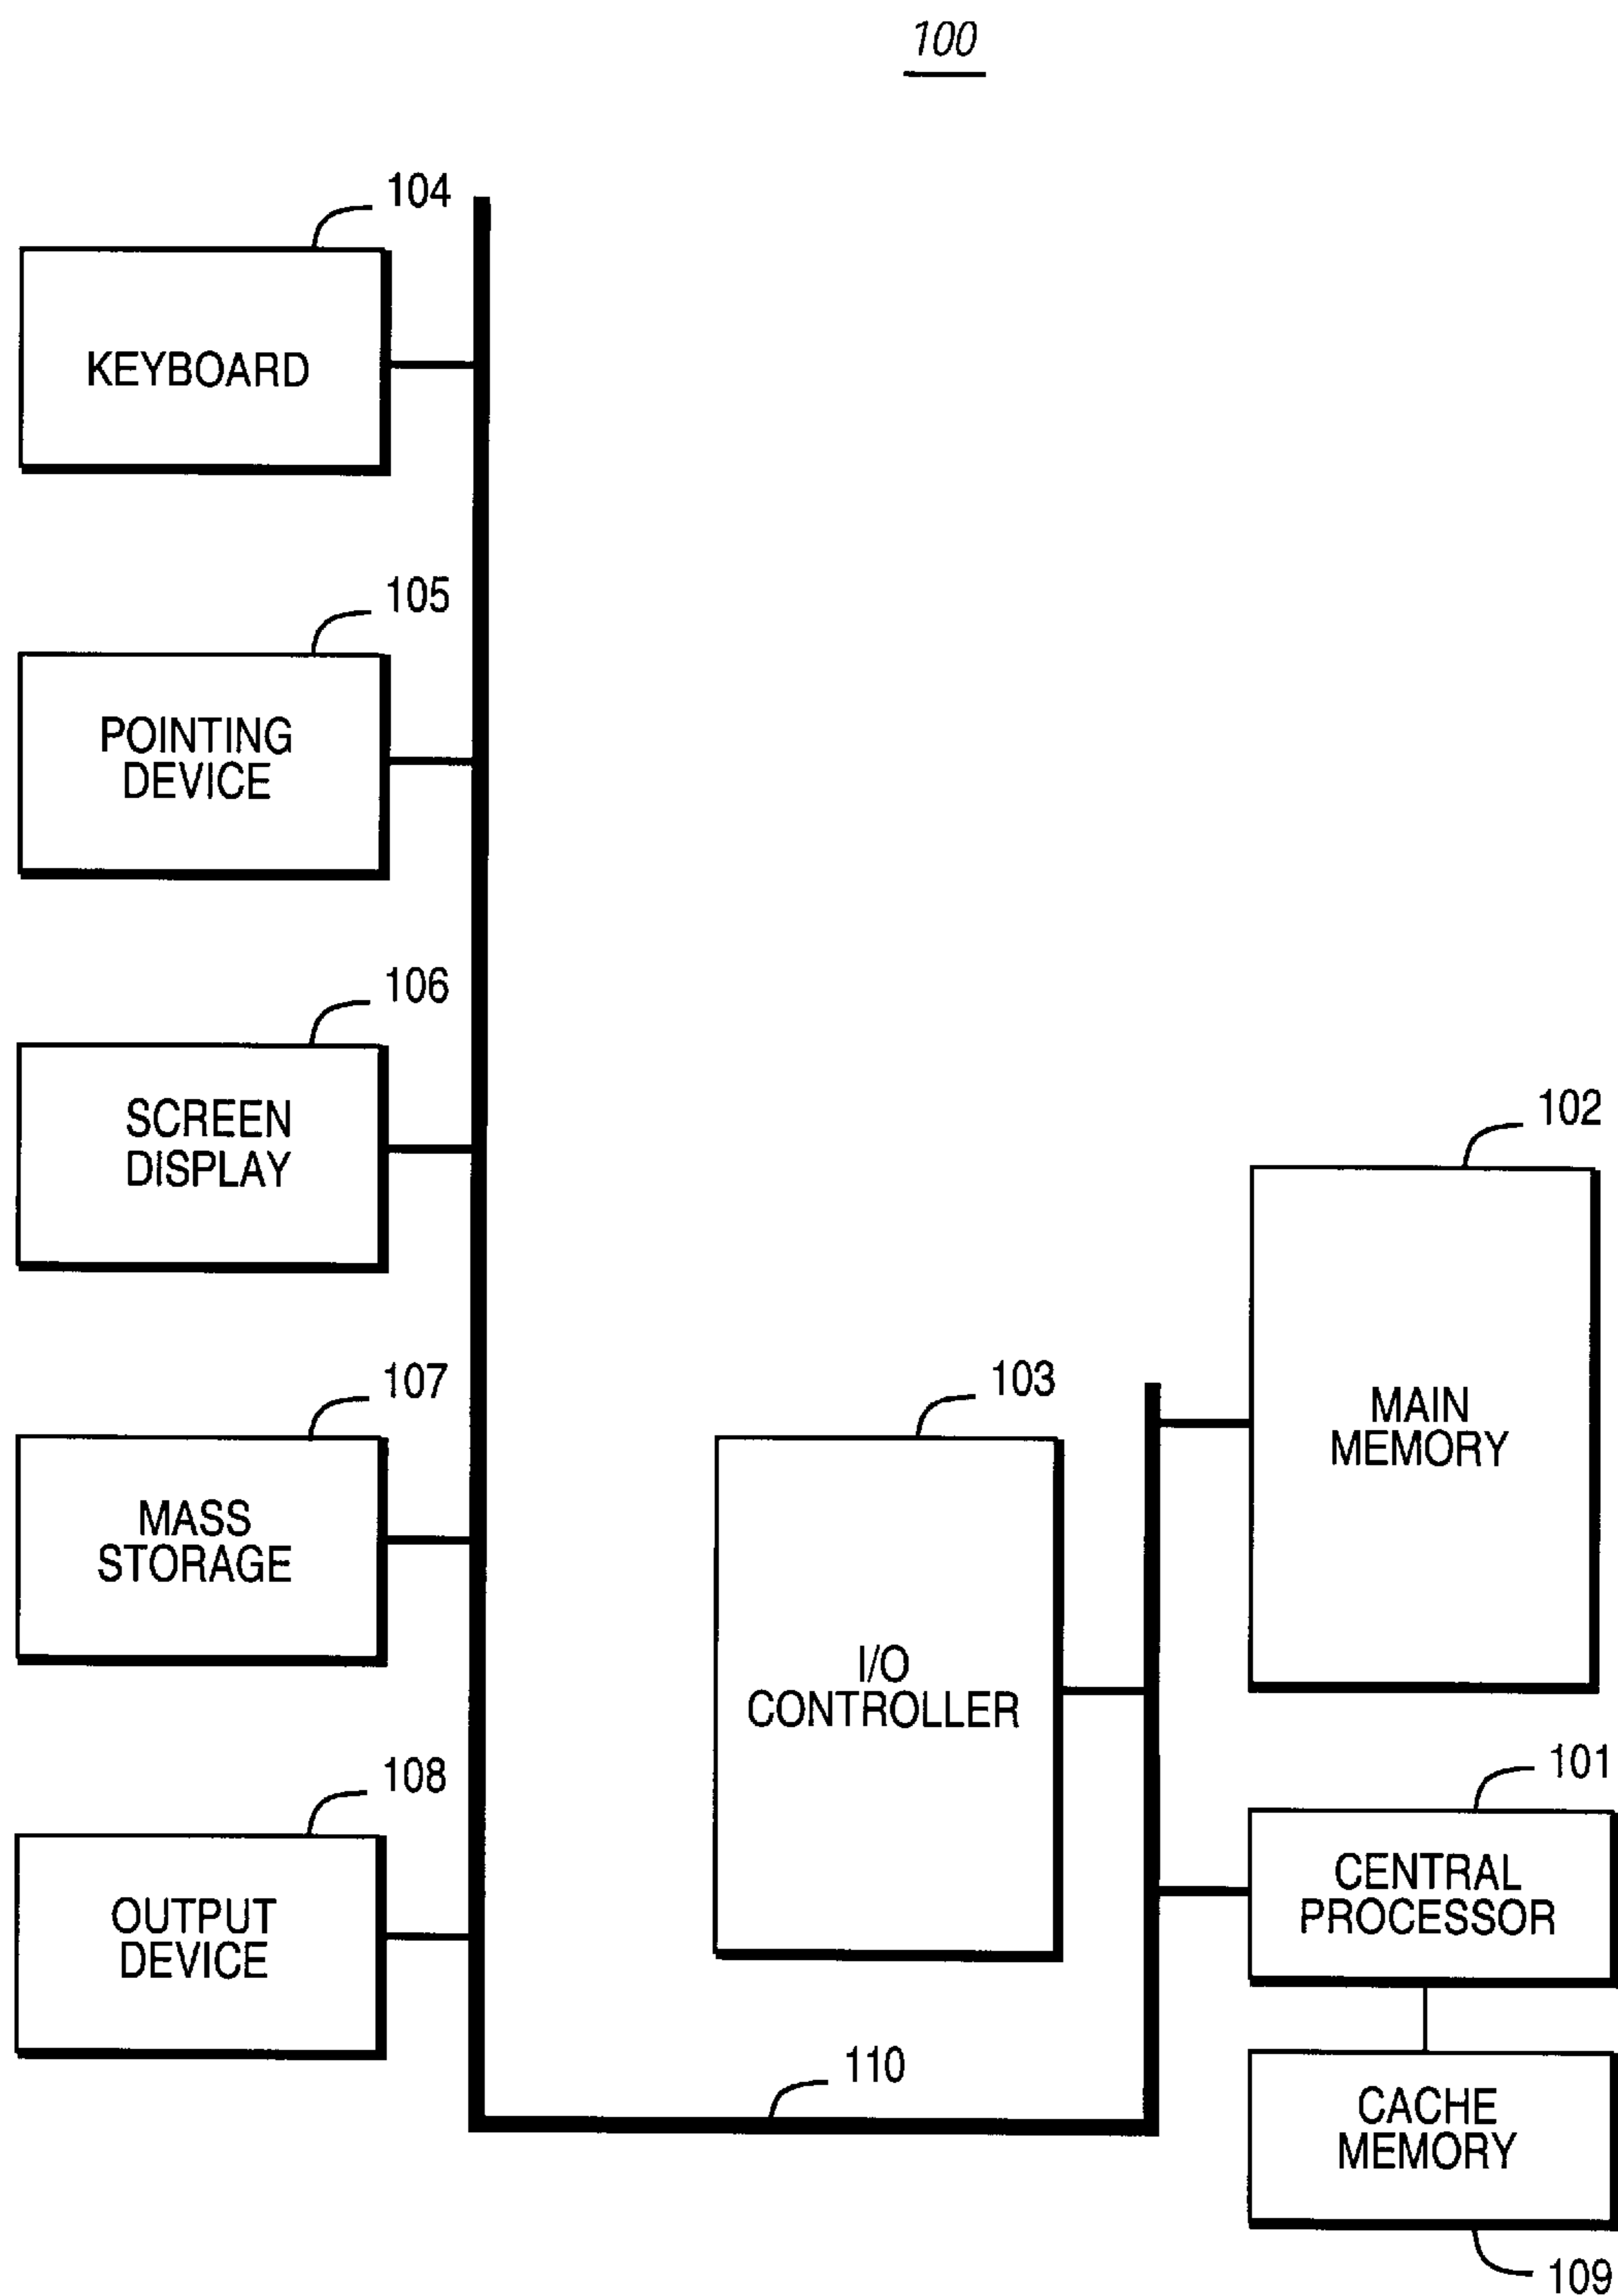 100
104
KEYBOARD
105
POINTING
DEVICE
106
SCREEN
DISPLAY
107
MASS
STORAGE
108
OUTPUT
DEVICE
103
I/O
CONTROLLER
102
MAIN
MEMORY
101
CENTRAL
PROCESSOR
110
CACHE
MEMORY
109